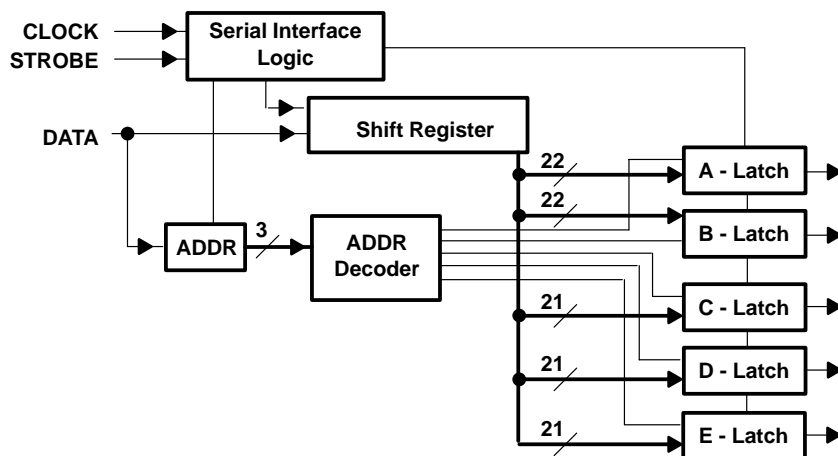 CLOCK
STROBE
Serial Interface
Logic
DATA
Shift Register
22
A - Latch
22
B - Latch
ADDR
3
ADDR
Decoder
21
C - Latch
21
D - Latch
21
E - Latch